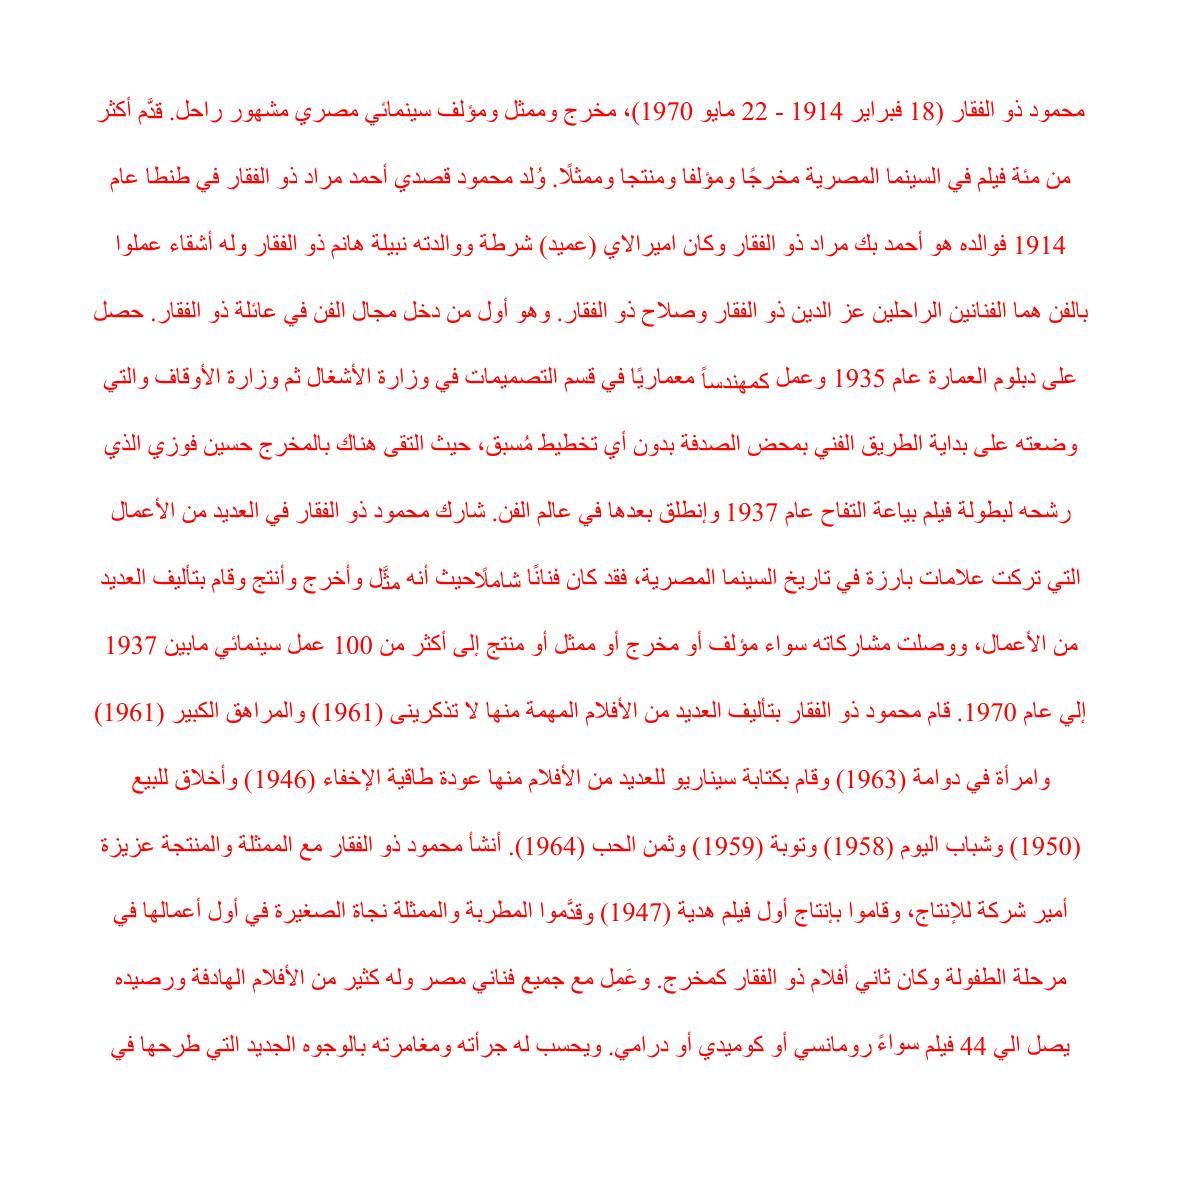 محمود ذو الفقار (18 فبراير 1914 - 22 مايو 1970)، مخرج وممثل ومؤلف سينمائي مصري مشهور راحل. قدَّم أكثر
من مئة فيلم في السينما المصرية مخرجًا ومؤلفا ومنتجا وممثلًا. وُلد محمود قصدي أحمد مراد ذو الفقار في طنطا عام
1914 فوالده هو أحمد بك مراد ذو الفقار وكان اميرالاي (عميد) شرطة ووالدته نبيلة هانم ذو الفقار وله أشقاء عملوا
بالفن هما الفنانين الراحلين عز الدين ذو الفقار وصلاح ذو الفقار. وهو أول من دخل مجال الفن في عائلة ذو الفقار. حصل
على دبلوم العمارة عام 1935 وعمل كمهندساً معماريًا في قسم التصميمات في وزارة الأشغال ثم وزارة الأوقاف والتي
وضعته على بداية الطريق الفني بمحض الصدفة بدون أي تخطيط مُسبق، حيث التقى هناك بالمخرج حسين فوزي الذي
رشحه لبطولة فيلم بياعة التفاح عام 1937 وإنطلق بعدها في عالم الفن. شارك محمود ذو الفقار في العديد من الأعمال
التي تركت علامات بارزة في تاريخ السينما المصرية، فقد كان فنانًا شاملًاحيث أنه مثَّل وأخرج وأنتج وقام بتأليف العديد
من الأعمال، ووصلت مشاركاته سواء مؤلف أو مخرج أو ممثل أو منتج إلى أكثر من 100 عمل سينمائي مابين 1937
إلي عام 1970. قام محمود ذو الفقار بتأليف العديد من الأفلام المهمة منها لا تذكرينى (1961) والمراهق الكبير (1961)
وامرأة في دوامة (1963) وقام بكتابة سيناريو للعديد من الأفلام منها عودة طاقية الإخفاء (1946) وأخلاق للبيع
(1950) وشباب اليوم (1958) وتوبة (1959) وثمن الحب (1964). أنشأ محمود ذو الفقار مع الممثلة والمنتجة عزيزة
أمير شركة للإنتاج، وقاموا بإنتاج أول فيلم هدية (1947) وقدَّموا المطربة والممثلة نجاة الصغيرة في أول أعمالها في
مرحلة الطفولة وكان ثاني أفلام ذو الفقار كمخرج. وعَمِل مع جميع فناني مصر وله كثير من الأفلام الهادفة ورصيده
يصل الي 44 فيلم سواءً رومانسي أو كوميدي أو درامي. ويحسب له جرأته ومغامرته بالوجوه الجديد التي طرحها في